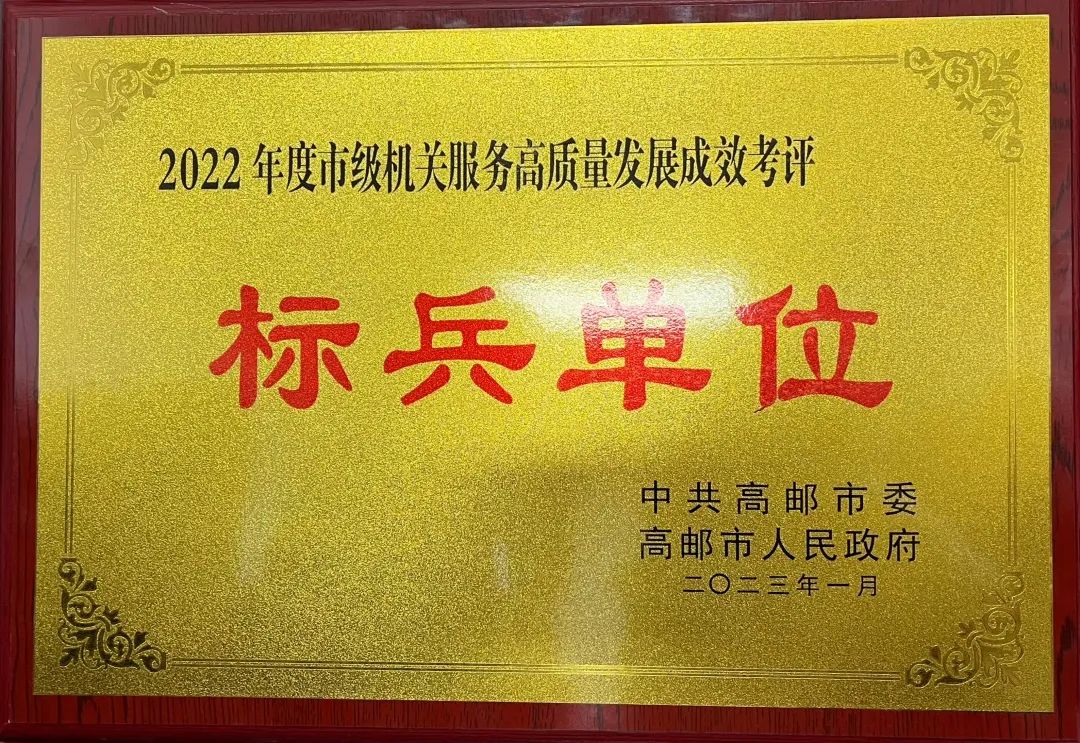 2022年度市级机关服务高质量发展成效考评
标兵单位
中共高邮市委
高邮市人民政府
二〇二三年一月